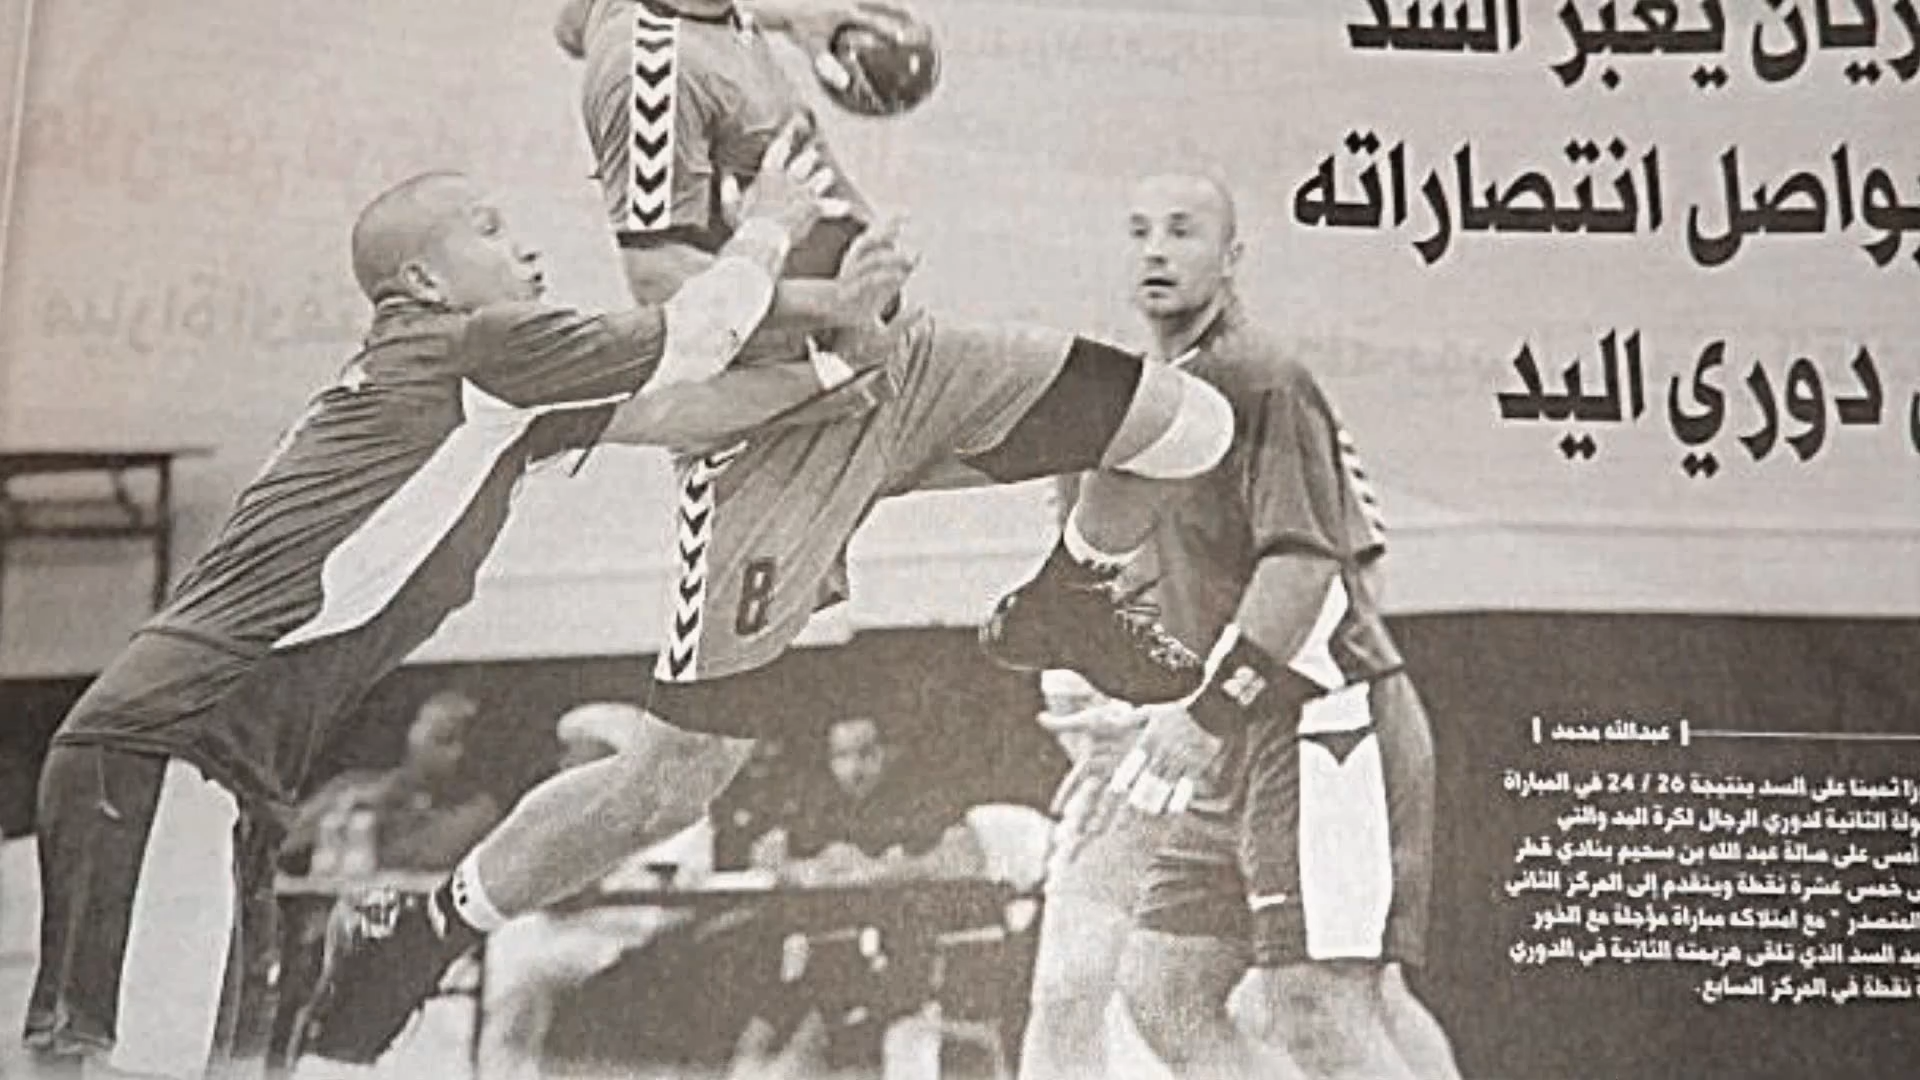 ريان يعبر السد
يواصل انتصاراته
دوري اليد
عبدالله محمد
ثمينا على السد بنتيجة 26 / 24 في المباراة
الثانية لدوري الرجال لكرة اليد والتي
أمس على صالة عبد الله بن سحيم بنادي قطر
خمس عشرة نقطة ويتقدم إلى المركز الثاني
المتصدر " مع امتلاكه مباراة مؤجلة مع الخور
السد الذي تلقى هزيمته الثانية في الدوري
نقطة في المركز السابع.
8